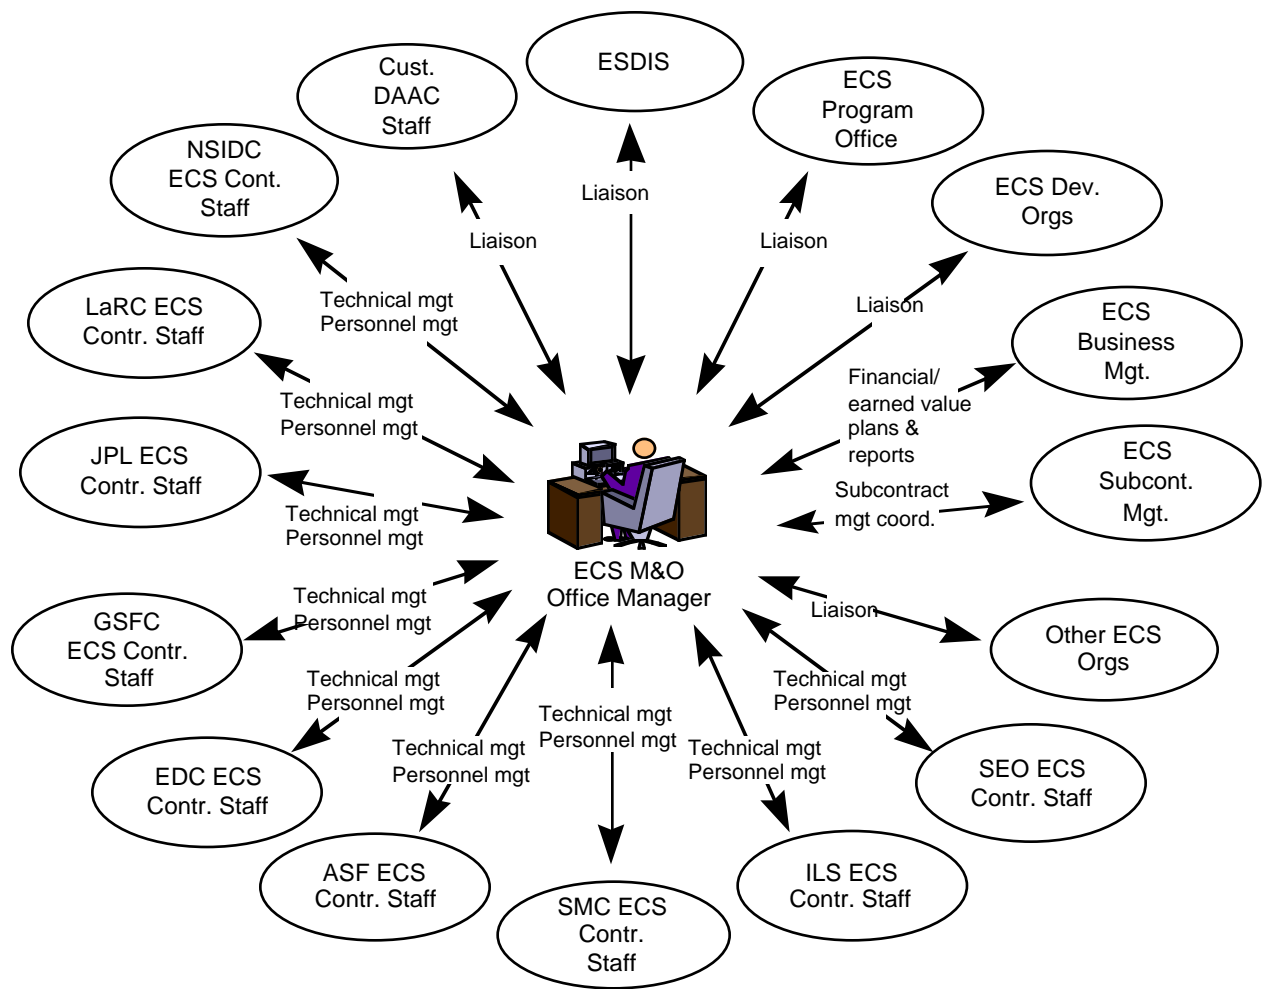 ESDIS
Cust.
DAAC
Staff
ECS
Program
Office
NSIDC
ECS Cont.
Staff
ECS Dev.
Orgs
Liaison
Liaison
Liaison
LaRC ECS
Contr. Staff
Technical mgt
Personnel mgt
Liaison
ECS
Business
Mgt.
Technical mgt
Personnel mgt
Financial/
earned value
plans &
reports
JPL ECS
Contr. Staff
ECS
Subcont.
Mgt.
Technical mgt
Personnel mgt
Subcontract
mgt coord.
ECS M&O
Office Manager
Technical mgt
Personnel mgt
Liaison
GSFC
ECS Contr.
Staff
Other ECS
Orgs
Technical mgt
Personnel mgt
Technical mgt
Personnel mgt
Technical mgt
Personnel mgt
Technical mgt
Personnel mgt
Technical mgt
Personnel mgt
EDC ECS
Contr. Staff
SEO ECS
Contr. Staff
ASF ECS
Contr. Staff
ILS ECS
Contr. Staff
SMC ECS
Contr.
Staff